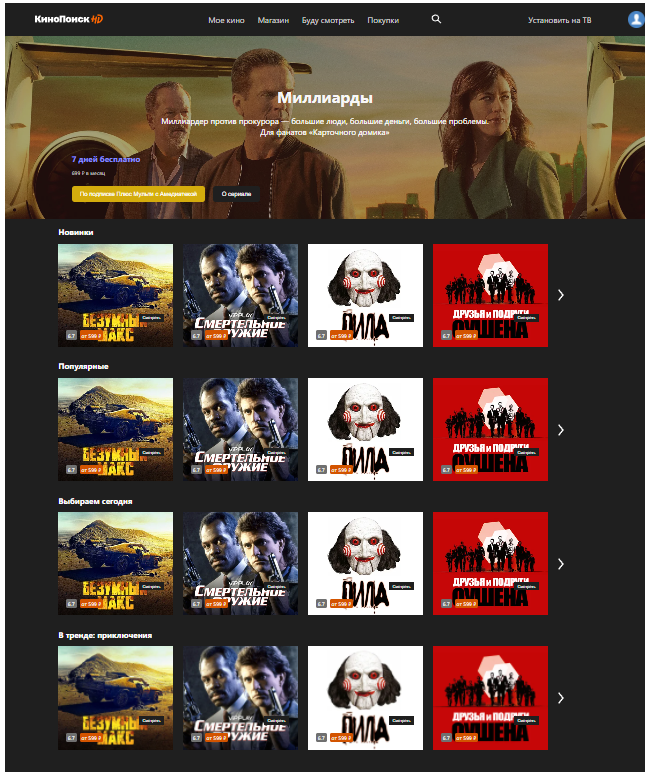 КиноПоиск HD
Мое кино Магазин Буду смотреть Покупки Установить на ТВ
Миллиарды
Миллиардер против прокурора — большие люди, большие деньги, большие проблемы.
Для фанатов «Карточного домика»
7 дней бесплатно
699 ₽ в месяц
По подписке Плюс Мульти с Амедиатекой О сериале
Новинки
БЕЗУМНЫЙ МАКС
Смотреть
6.7 от 599 ₽
СМЕРТЕЛЬНОЕ ОРУЖИЕ
Смотреть
6.7 от 599 ₽
ПИЛА
Смотреть
6.7 от 599 ₽
ДРУЗЬЯ И ПОДРУГИ
ОУШЕНА
Смотреть
6.7 от 599 ₽
Популярные
БЕЗУМНЫЙ МАКС
Смотреть
6.7 от 599 ₽
СМЕРТЕЛЬНОЕ ОРУЖИЕ
Смотреть
6.7 от 599 ₽
ПИЛА
Смотреть
6.7 от 599 ₽
ДРУЗЬЯ И ПОДРУГИ
ОУШЕНА
Смотреть
6.7 от 599 ₽
Выбираем сегодня
БЕЗУМНЫЙ МАКС
Смотреть
6.7 от 599 ₽
СМЕРТЕЛЬНОЕ ОРУЖИЕ
Смотреть
6.7 от 599 ₽
ПИЛА
Смотреть
6.7 от 599 ₽
ДРУЗЬЯ И ПОДРУГИ
ОУШЕНА
Смотреть
6.7 от 599 ₽
В тренде: приключения
БЕЗУМНЫЙ МАКС
Смотреть
6.7 от 599 ₽
СМЕРТЕЛЬНОЕ ОРУЖИЕ
Смотреть
6.7 от 599 ₽
ПИЛА
Смотреть
6.7 от 599 ₽
ДРУЗЬЯ И ПОДРУГИ
ОУШЕНА
Смотреть
6.7 от 599 ₽